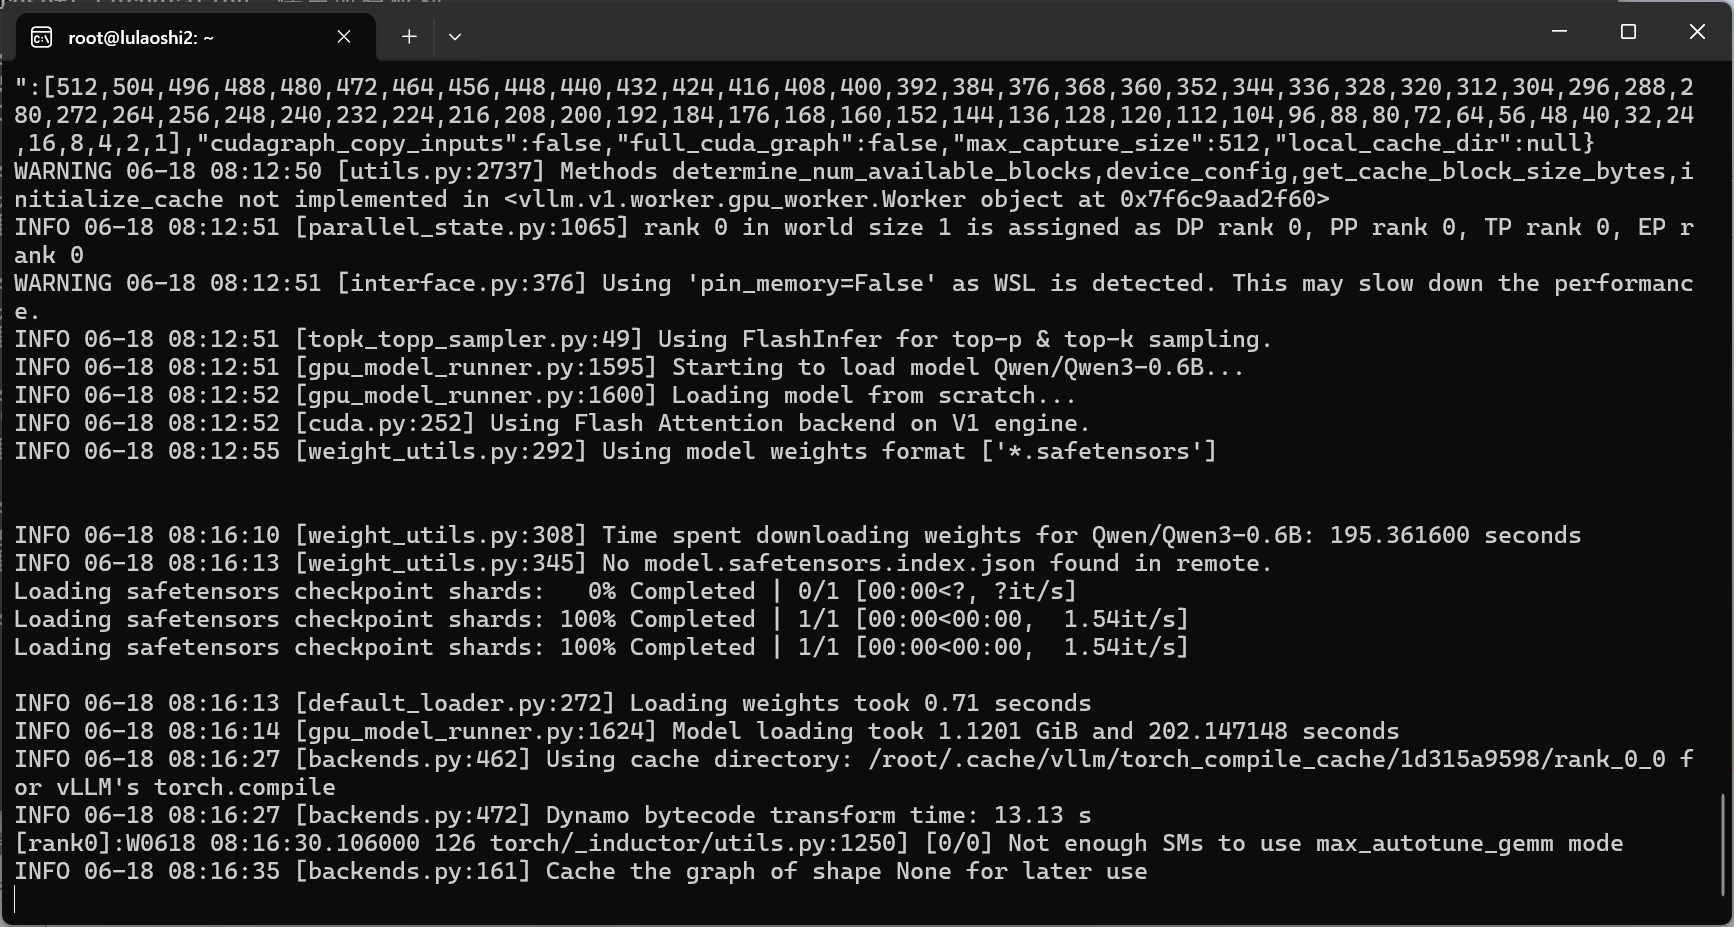 root@lulaoshi2: ~
":[512,504,496,488,480,472,464,456,448,440,432,424,416,408,400,392,384,376,368,360,352,344,336,328,320,312,304,296,288,2
80,272,264,256,248,240,232,224,216,208,200,192,184,176,168,160,152,144,136,128,120,112,104,96,88,80,72,64,56,48,40,32,24
,16,8,4,2,1],"cudagraph_copy_inputs":false,"full_cuda_graph":false,"max_capture_size":512,"local_cache_dir":null}
WARNING 06-18 08:12:50 [utils.py:2737] Methods determine_num_available_blocks,device_config,get_cache_block_size_bytes,i
nitialize_cache not implemented in <vllm.v1.worker.gpu_worker.Worker object at 0x7f6c9aad2f60>
INFO 06-18 08:12:51 [parallel_state.py:1065] rank 0 in world size 1 is assigned as DP rank 0, PP rank 0, TP rank 0, EP r
ank 0
WARNING 06-18 08:12:51 [interface.py:376] Using 'pin_memory=False' as WSL is detected. This may slow down the performanc
e.
INFO 06-18 08:12:51 [topk_topp_sampler.py:49] Using FlashInfer for top-p & top-k sampling.
INFO 06-18 08:12:51 [gpu_model_runner.py:1595] Starting to load model Qwen/Qwen3-0.6B...
INFO 06-18 08:12:52 [gpu_model_runner.py:1600] Loading model from scratch...
INFO 06-18 08:12:52 [cuda.py:252] Using Flash Attention backend on V1 engine.
INFO 06-18 08:12:55 [weight_utils.py:292] Using model weights format ['*.safetensors']
INFO 06-18 08:16:10 [weight_utils.py:308] Time spent downloading weights for Qwen/Qwen3-0.6B: 195.361600 seconds
INFO 06-18 08:16:13 [weight_utils.py:345] No model.safetensors.index.json found in remote.
Loading safetensors checkpoint shards:   0% Completed | 0/1 [00:00<?, ?it/s]
Loading safetensors checkpoint shards: 100% Completed | 1/1 [00:00<00:00,  1.54it/s]
Loading safetensors checkpoint shards: 100% Completed | 1/1 [00:00<00:00,  1.54it/s]
INFO 06-18 08:16:13 [default_loader.py:272] Loading weights took 0.71 seconds
INFO 06-18 08:16:14 [gpu_model_runner.py:1624] Model loading took 1.1201 GiB and 202.147148 seconds
INFO 06-18 08:16:27 [backends.py:462] Using cache directory: /root/.cache/vllm/torch_compile_cache/1d315a9598/rank_0_0 f
or vLLM's torch.compile
INFO 06-18 08:16:27 [backends.py:472] Dynamo bytecode transform time: 13.13 s
[rank0]:W0618 08:16:30.106000 126 torch/_inductor/utils.py:1250] [0/0] Not enough SMs to use max_autotune_gemm mode
INFO 06-18 08:16:35 [backends.py:161] Cache the graph of shape None for later use